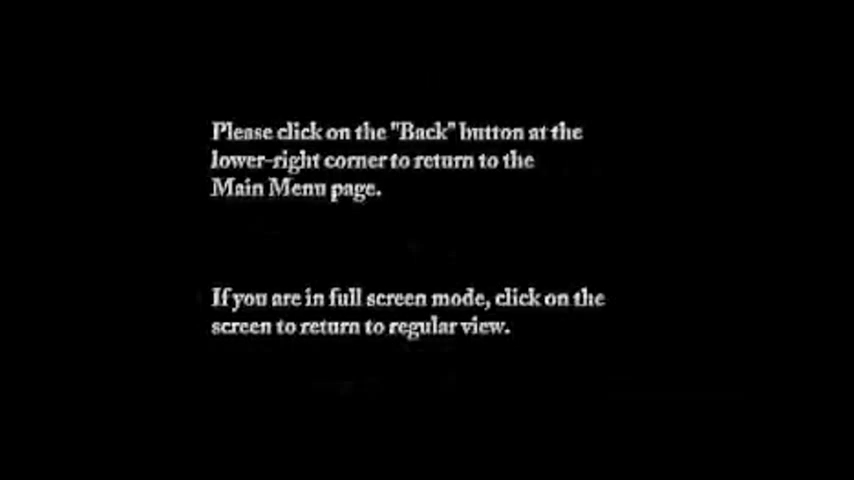 Please click on the "Back" button at the
lower-right corner to return to the
Main Menu page.
If you are in full screen mode, click on the
screen to return to regular view.